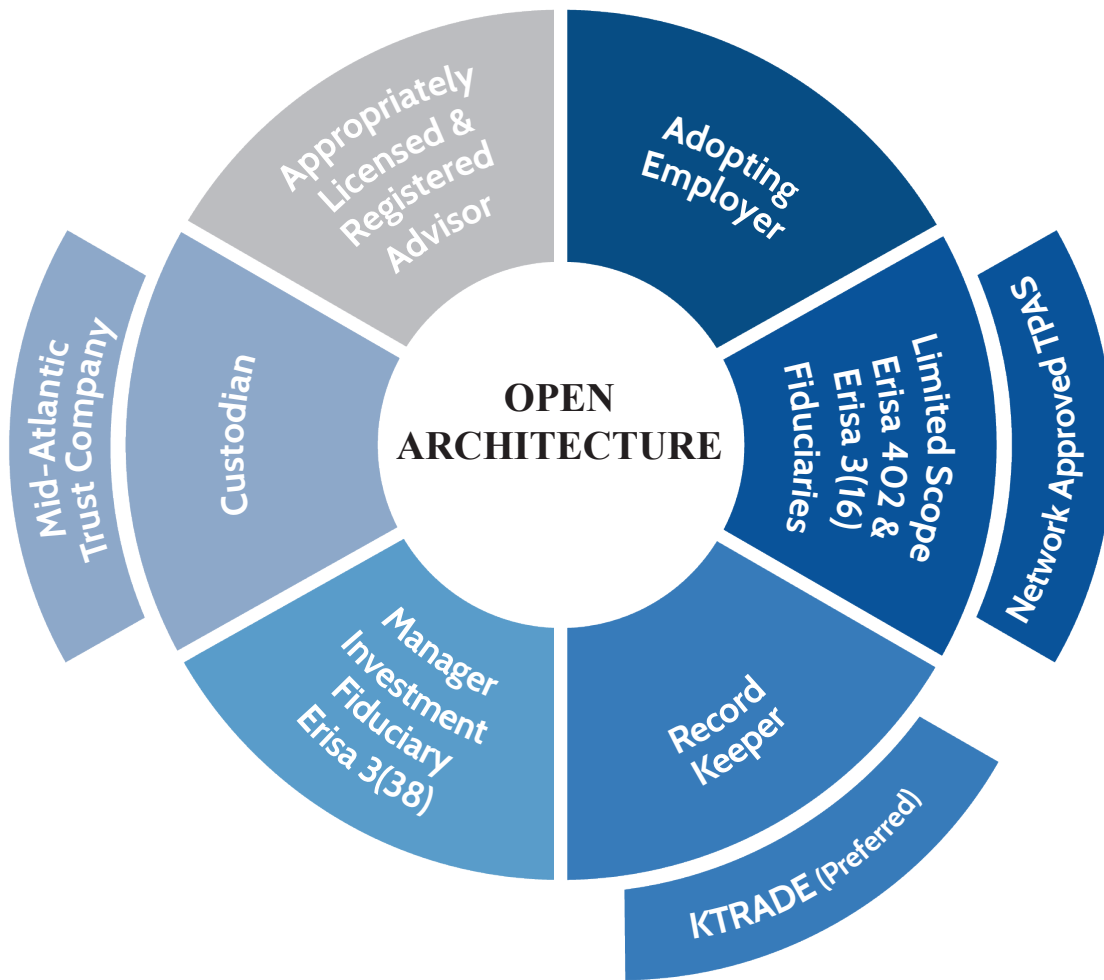 Appropriately
Licensed &
Registered
Advisor
Adopting
Employer
Mid-Atlantic
Trust Company
Custodian
OPEN
ARCHITECTURE
Limited Scope
Erisa 402 &
Erisa 3(16)
Fiduciaries
Network Approved TPAS
Manager
Investment
Fiduciary
Erisa 3(38)
Record
Keeper
KTRADE (Preferred)